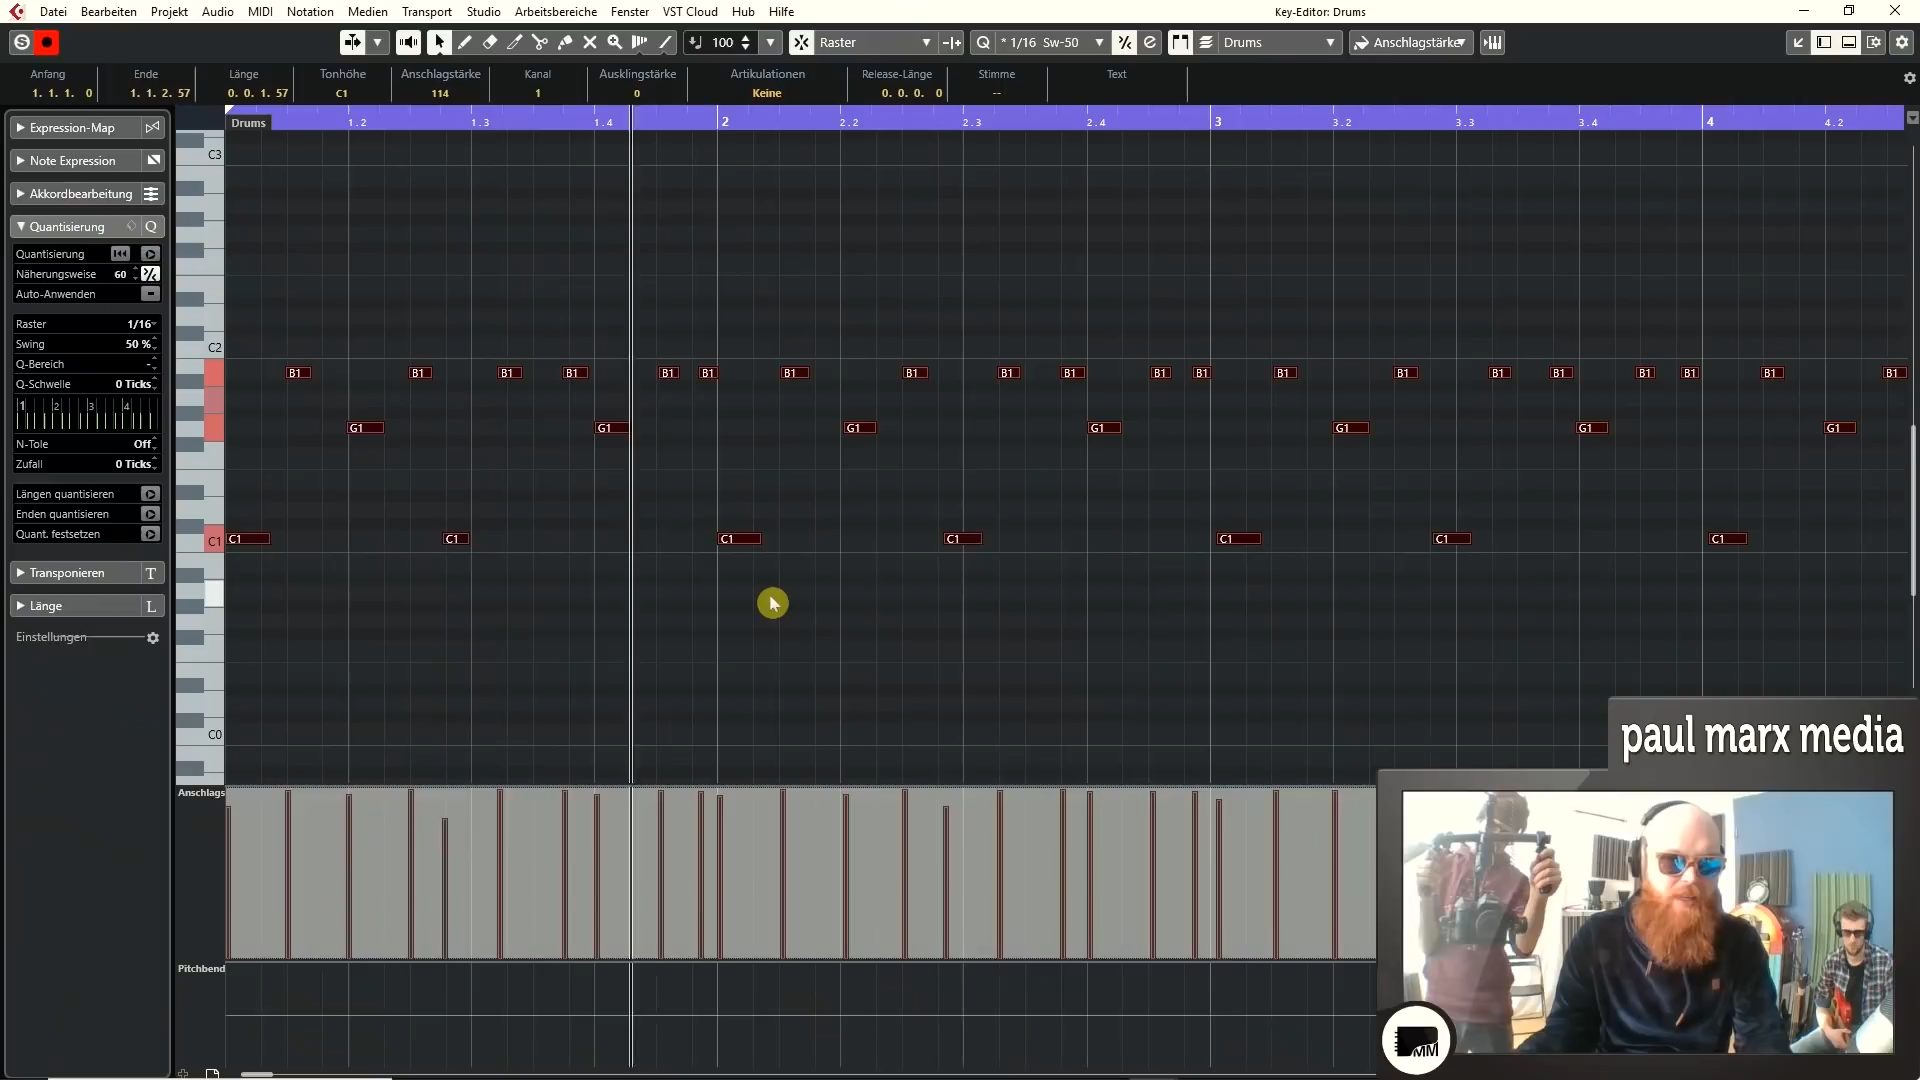 Datei Bearbeiten Projekt Audio MIDI Notation Medien Transport Studio Arbeitsbereiche Fenster VST Cloud Hub Hilfe Key-Editor: Drums
S 100 Raster Q * 1/16 Sw-50 e Drums Anschlagstärke
Anfang Ende Länge Tonhöhe Anschlagstärke Kanal Ausklingstärke Artikulationen Release-Länge Stimme Text
1. 1. 1. 0 1. 1. 2. 57 0. 0. 1. 57 C1 114 1 0 Keine 0. 0. 0. 0 --
Drums 1.2 1.3 1.4 2 2.2 2.3 2.4 3 3.2 3.3 3.4 4 4.2
Expression-Map
Note Expression
Akkordbearbeitung
Quantisierung Q
Quantisierung
Näherungsweise 60
Auto-Anwenden
Raster 1/16
Swing 50 %
Q-Bereich -
Q-Schwelle 0 Ticks
1 2 3 4
N-Tole Off
Zufall 0 Ticks
Längen quantisieren
Enden quantisieren
Quant. festsetzen
Transponieren T
Länge L
Einstellungen
C3
C2
B1 B1 B1 B1 B1 B1 B1 B1 B1 B1 B1 B1 B1 B1 B1 B1 B1 B1 B1 B1
G1 G1 G1 G1 G1 G1 G1
C1 C1 C1 C1 C1 C1 C1 C1
C0
Anschlags
Pitchbend
paul marx media
MM